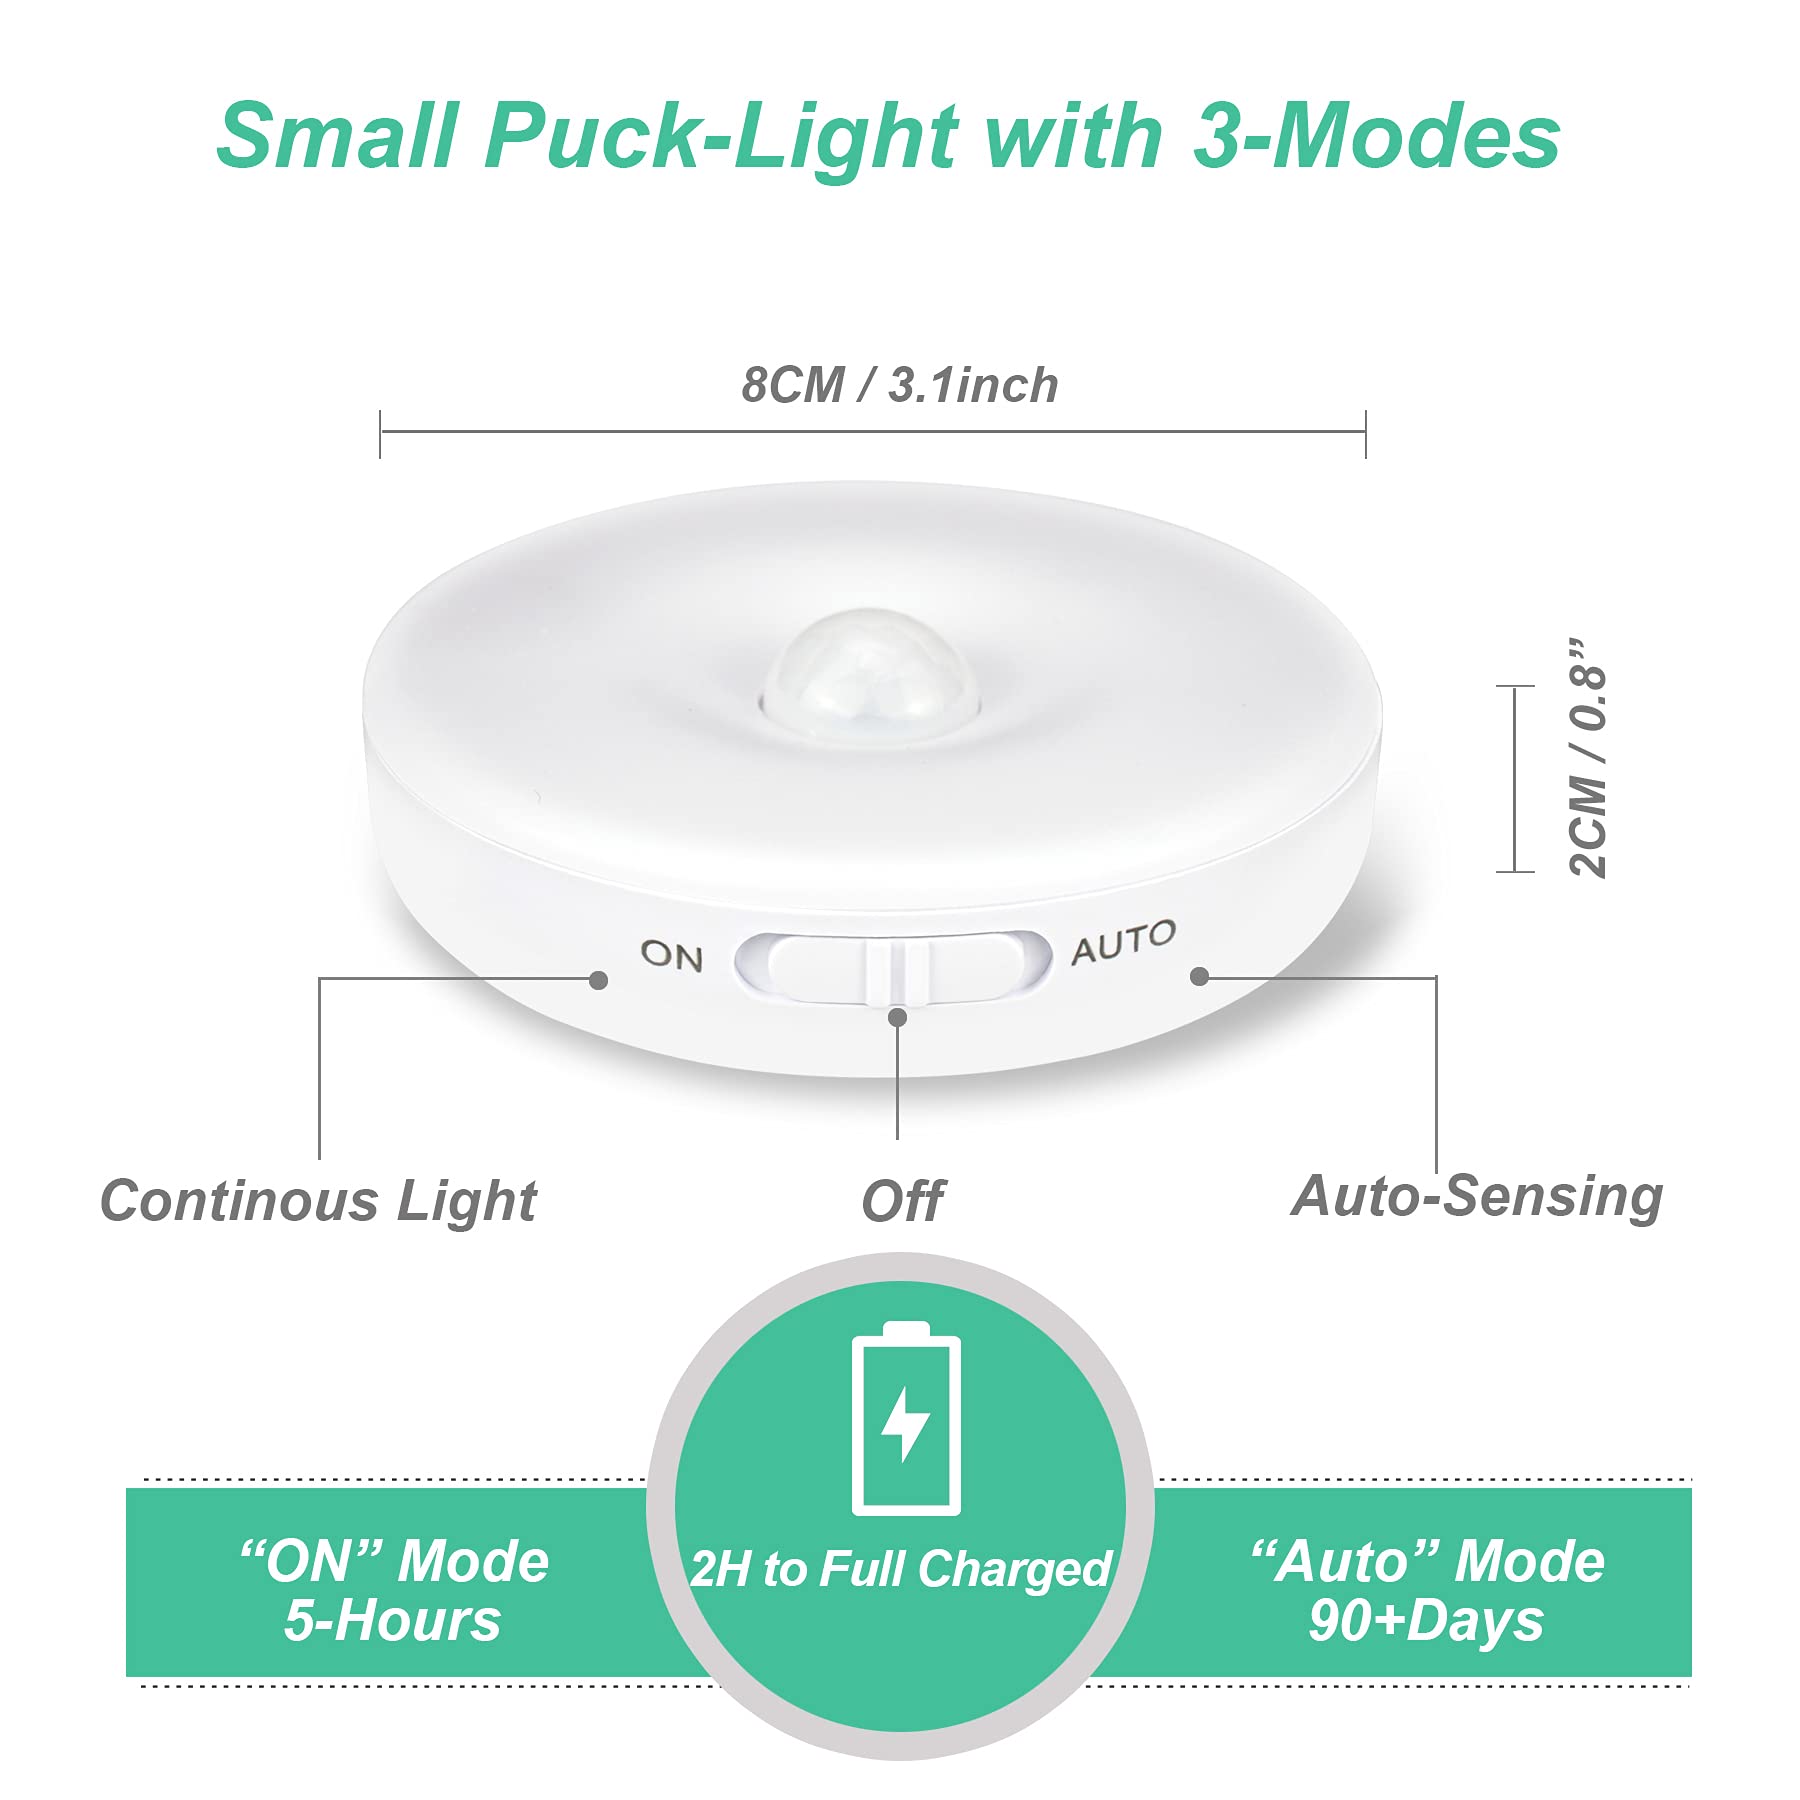 Small Puck-Light with 3-Modes
8CM / 3.1inch
2CM / 0.8”
ON
AUTO
Continous Light
Off
Auto-Sensing
“ON” Mode
5-Hours
2H to Full Charged
“Auto” Mode
90+Days